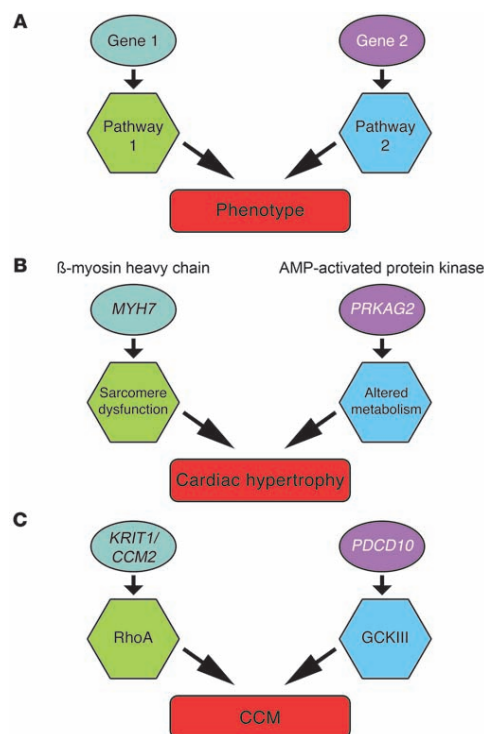 A
Gene 1
Gene 2
Pathway
1
Pathway
2
Phenotype
B
ß-myosin heavy chain
AMP-activated protein kinase
MYH7
PRKAG2
Sarcomere
dysfunction
Altered
metabolism
Cardiac hypertrophy
C
KRIT1/
CCM2
PDCD10
RhoA
GCKIII
CCM